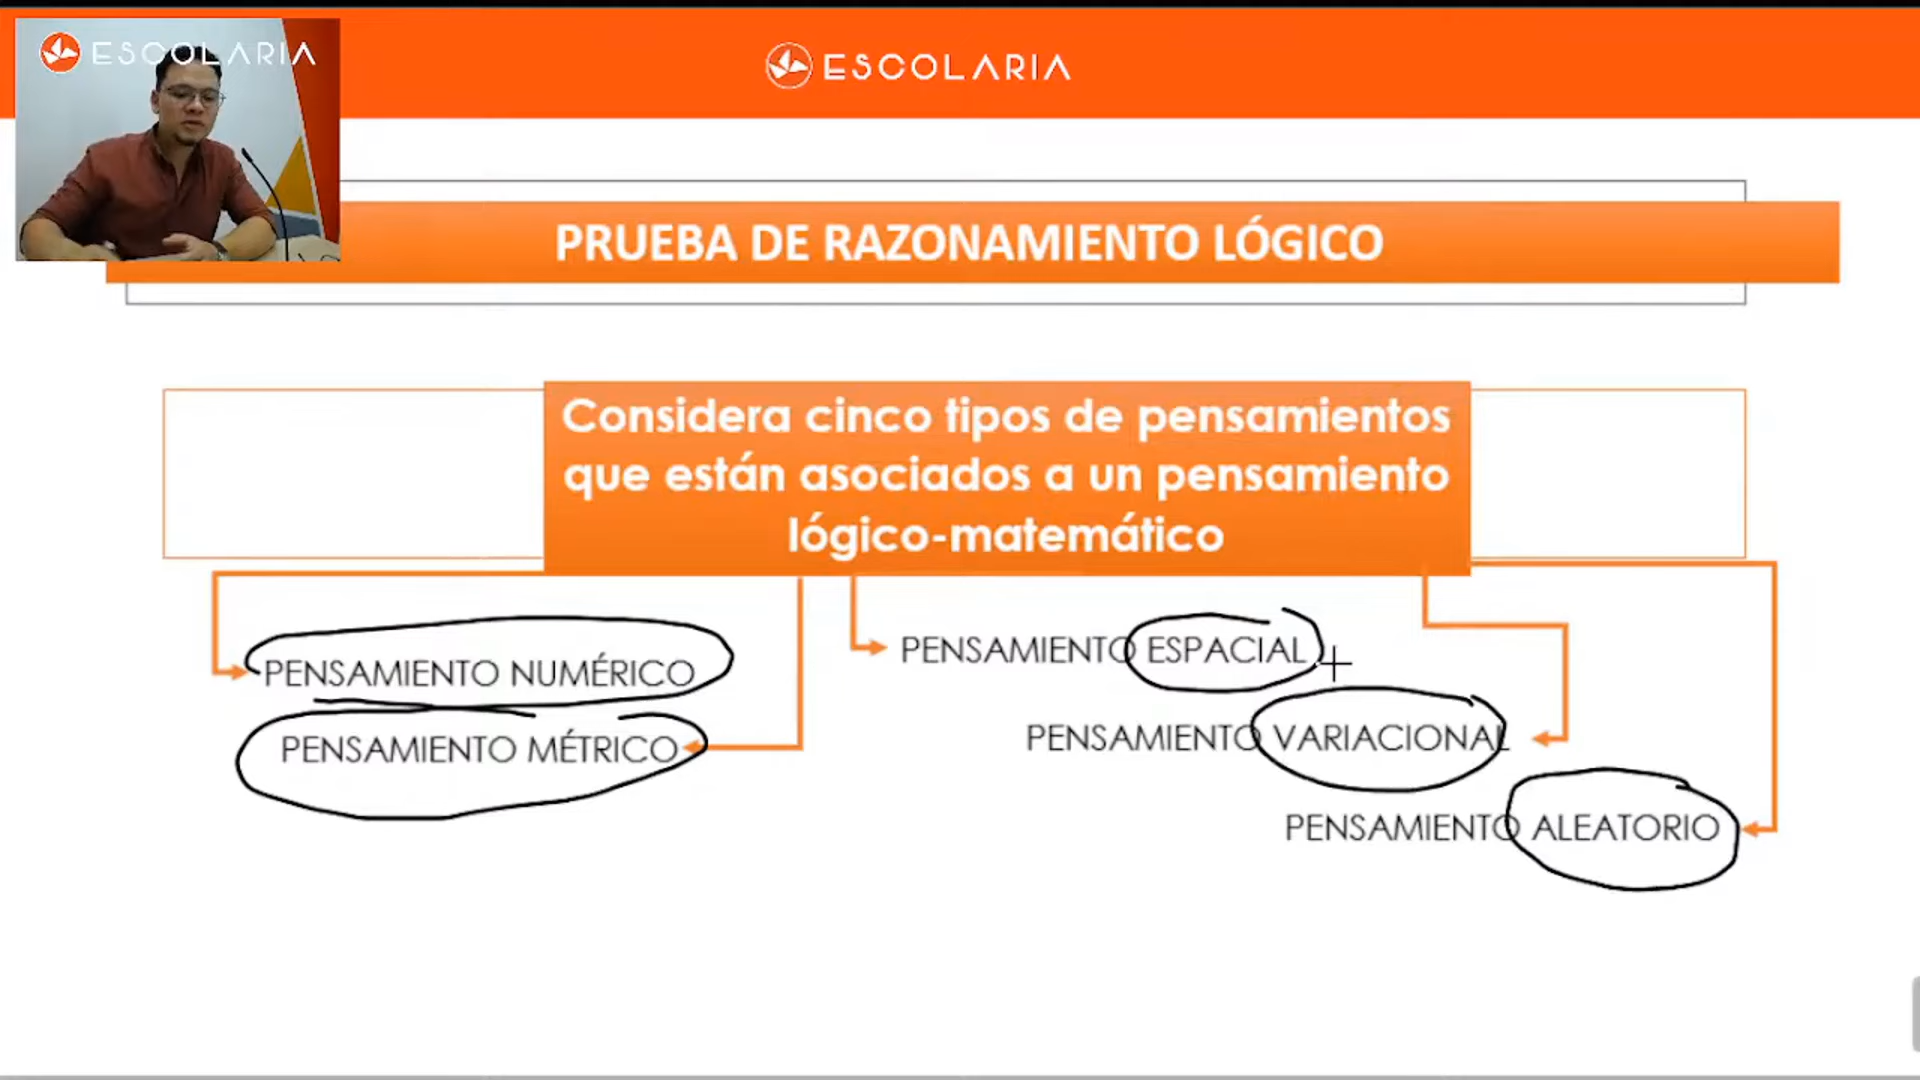 ESCOLARIA
ESCOLARIA
PRUEBA DE RAZONAMIENTO LÓGICO
Considera cinco tipos de pensamientos
que están asociados a un pensamiento
lógico-matemático
PENSAMIENTO NUMÉRICO
PENSAMIENTO MÉTRICO
PENSAMIENTO ESPACIAL
PENSAMIENTO VARIACIONAL
PENSAMIENTO ALEATORIO